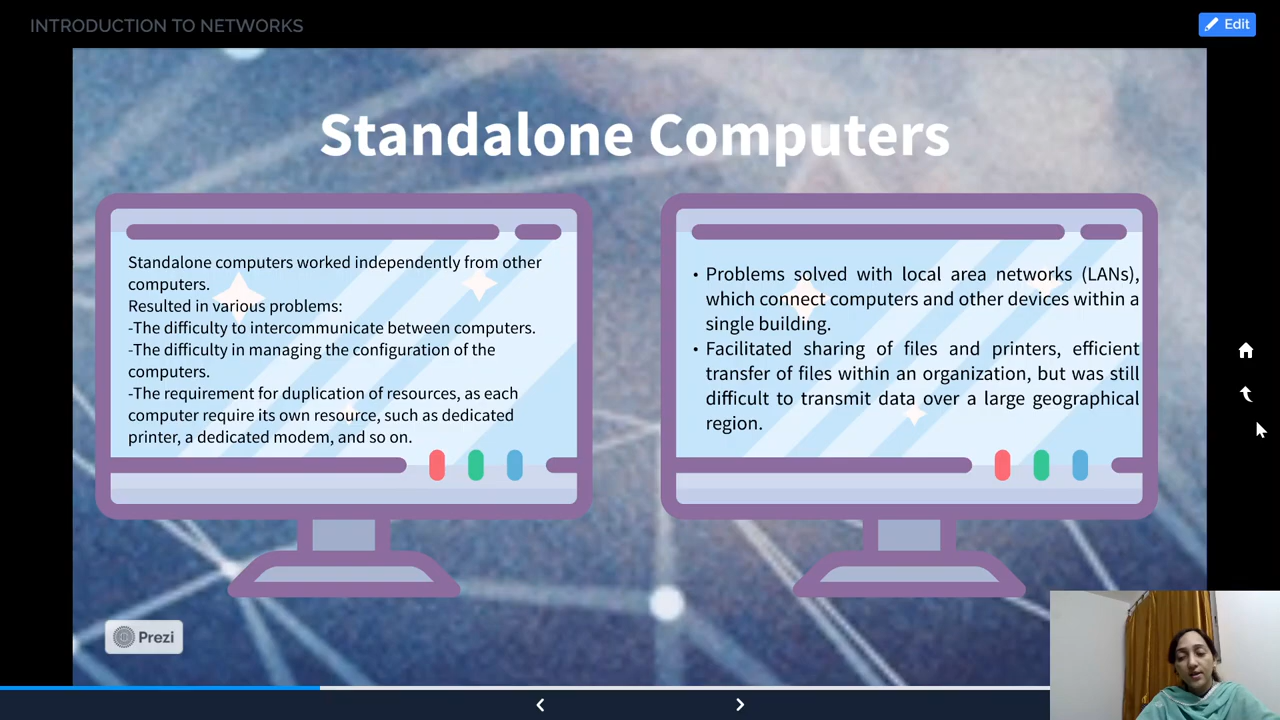 INTRODUCTION TO NETWORKS
Edit
Standalone Computers
Standalone computers worked independently from other
computers.
Resulted in various problems:
-The difficulty to intercommunicate between computers.
-The difficulty in managing the configuration of the
computers.
-The requirement for duplication of resources, as each
computer require its own resource, such as dedicated
printer, a dedicated modem, and so on.
• Problems solved with local area networks (LANs),
which connect computers and other devices within a
single building.
• Facilitated sharing of files and printers, efficient
transfer of files within an organization, but was still
difficult to transmit data over a large geographical
region.
Prezi